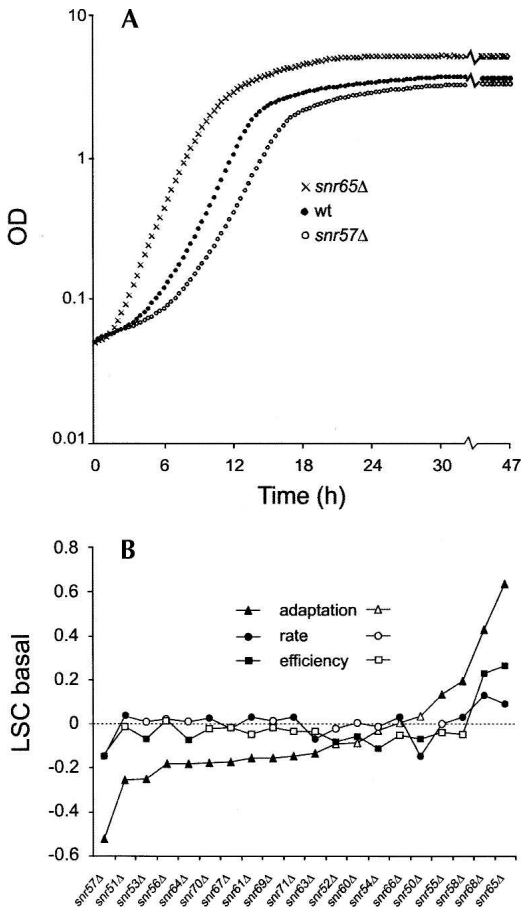 A
10
1
0.1
0.01
OD
× snr65Δ
● wt
○ snr57Δ
0 6 12 18 24 30 47
Time (h)
B
0.8
0.6
0.4
0.2
0
-0.2
-0.4
-0.6
LSC basal
adaptation
rate
efficiency
snr57Δ
snr51Δ
snr53Δ
snr56Δ
snr64Δ
snr70Δ
snr67Δ
snr61Δ
snr69Δ
snr71Δ
snr63Δ
snr52Δ
snr60Δ
snr54Δ
snr66Δ
snr50Δ
snr55Δ
snr58Δ
snr68Δ
snr65Δ